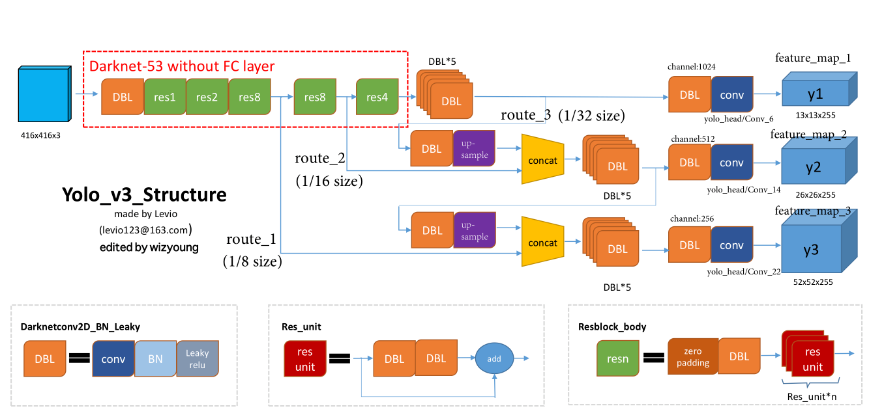 Darknet-53 without FC layer
DBL
res1
res2
res8
res8
res4
DBL*5
DBL
416x416x3
channel:1024
DBL
conv
yolo_head/Conv_6
feature_map_1
y1
13x13x255
route_3 (1/32 size)
DBL
up-
sample
concat
DBL
DBL*5
channel:512
DBL
conv
yolo_head/Conv_14
feature_map_2
y2
26x26x255
route_2
(1/16 size)
Yolo_v3_Structure
made by Levio
(levio123@163.com)
edited by wizyoung
route_1
(1/8 size)
DBL
up-
sample
concat
DBL
DBL*5
channel:256
DBL
conv
yolo_head/Conv_22
feature_map_3
y3
52x52x255
Darknetconv2D_BN_Leaky
DBL
conv
BN
Leaky
relu
Res_unit
res
unit
DBL
DBL
add
Resblock_body
resn
zero
padding
DBL
res
unit
Res_unit*n